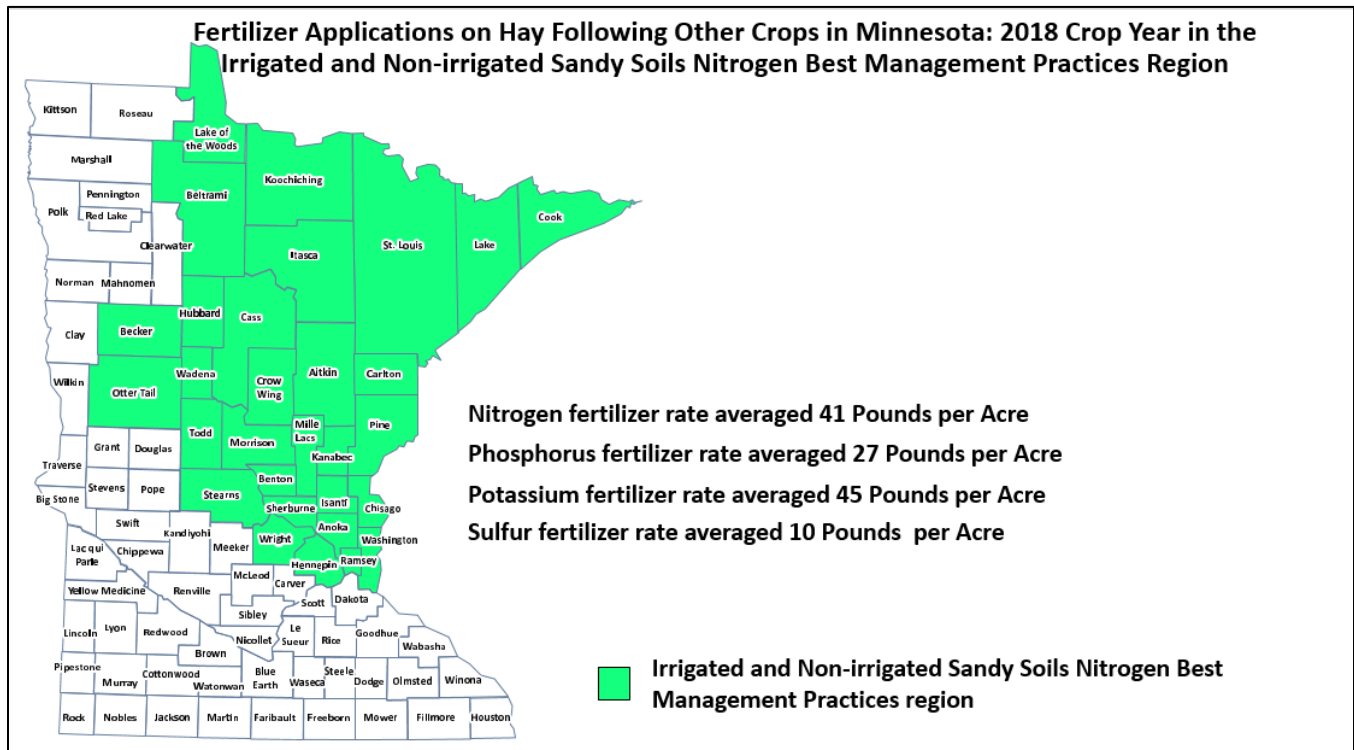 Fertilizer Applications on Hay Following Other Crops in Minnesota: 2018 Crop Year in the
Irrigated and Non-irrigated Sandy Soils Nitrogen Best Management Practices Region
Kittson
Roseau
Lake of
the Woods
Marshall
Koochiching
Pennington
Beltrami
Polk
Red Lake
Cook
Clearwater
St. Louis
Lake
Itasca
Norman
Mahnomen
Hubbard
Cass
Clay
Becker
Wadena
Aitkin
Carlton
Wilkin
Crow
Wing
Otter Tail
Mille
Lacs
Pine
Todd
Morrison
Grant
Douglas
Kanabec
Traverse
Benton
Stevens
Pope
Stearns
Big Stone
Sherburne
Isanti
Chisago
Swift
Kandiyohi
Anoka
Wright
Washington
Lac qui
Parle
Chippewa
Meeker
Hennepin
Ramsey
McLeod
Carver
Yellow Medicine
Renville
Scott
Dakota
Sibley
Lincoln
Lyon
Redwood
Nicollet
Le
Sueur
Rice
Goodhue
Wabasha
Brown
Pipestone
Murray
Cottonwood
Watonwan
Blue
Earth
Waseca
Steele
Dodge
Olmsted
Winona
Rock
Nobles
Jackson
Martin
Faribault
Freeborn
Mower
Fillmore
Houston
Nitrogen fertilizer rate averaged 41 Pounds per Acre
Phosphorus fertilizer rate averaged 27 Pounds per Acre
Potassium fertilizer rate averaged 45 Pounds per Acre
Sulfur fertilizer rate averaged 10 Pounds per Acre
Irrigated and Non-irrigated Sandy Soils Nitrogen Best
Management Practices region